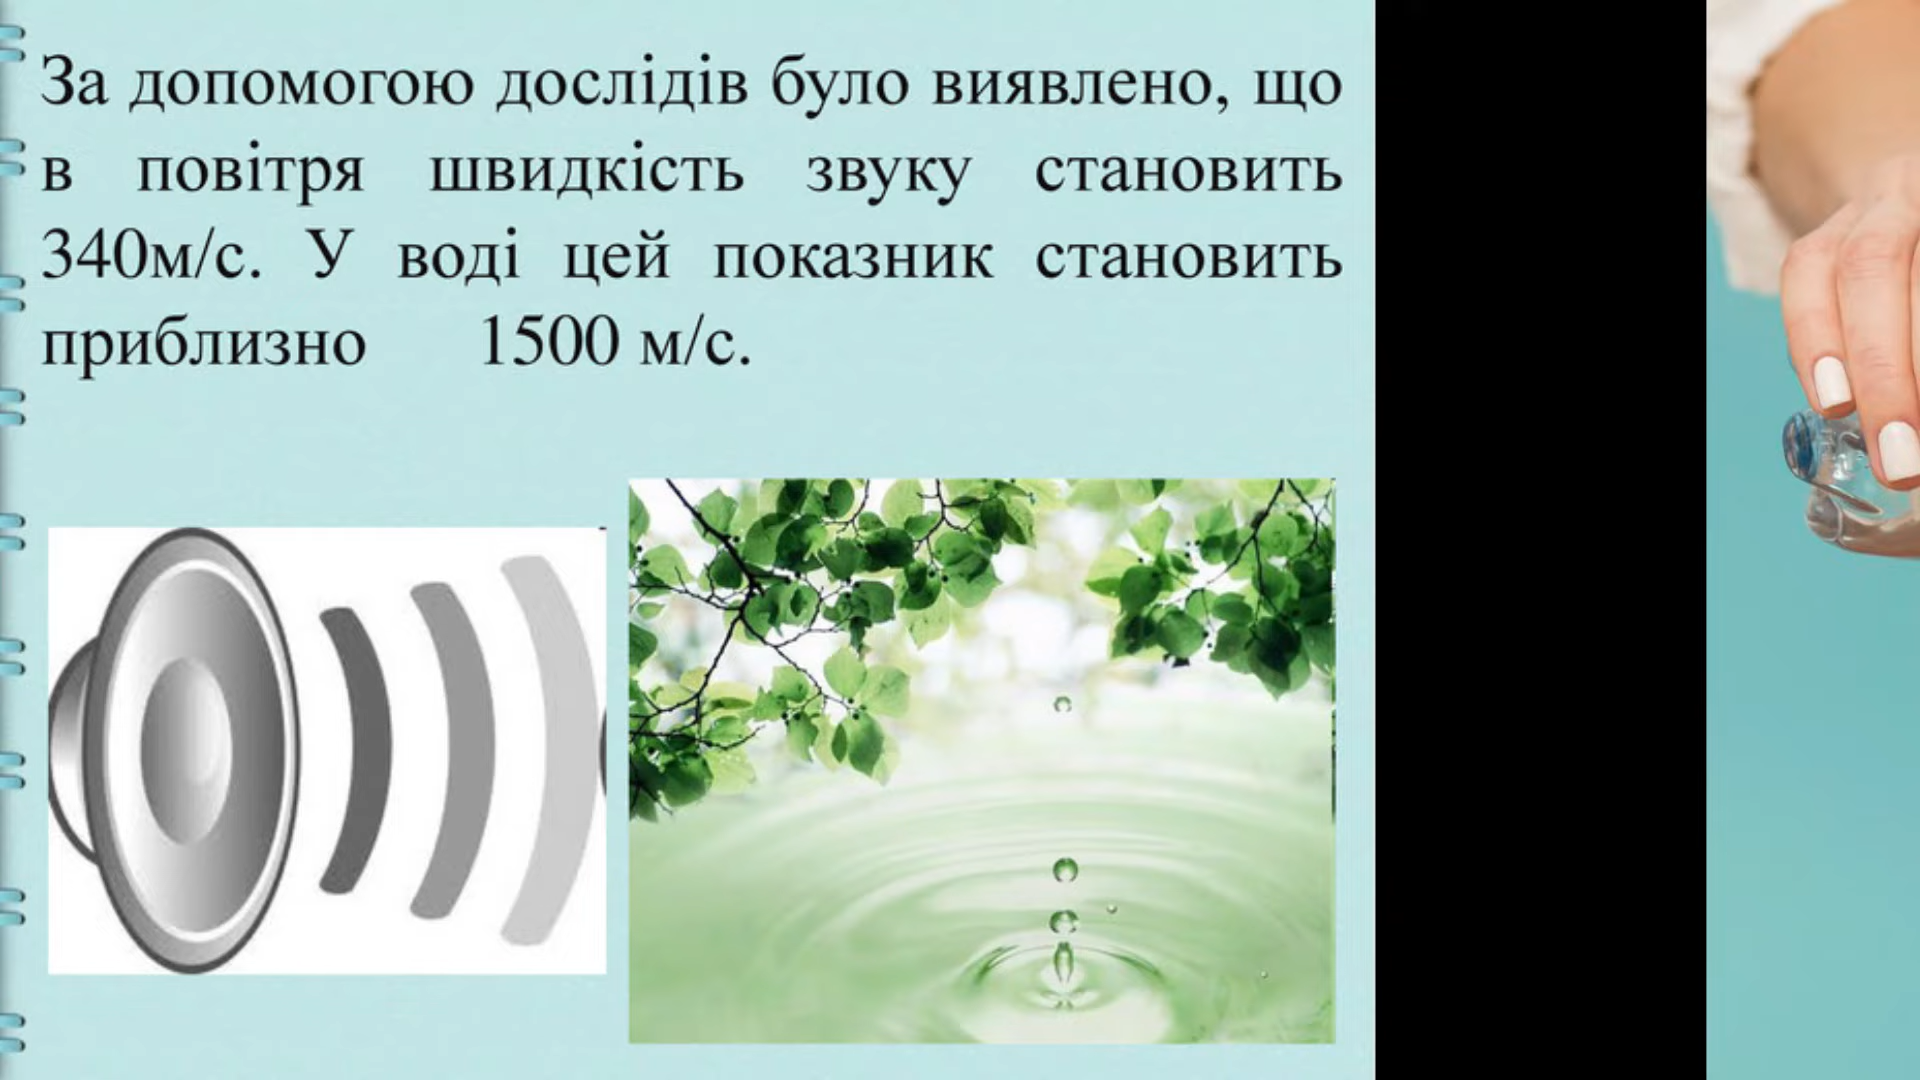 За допомогою дослідів було виявлено, що
в повітря швидкість звуку становить
340м/с. У воді цей показник становить
приблизно 1500 м/с.